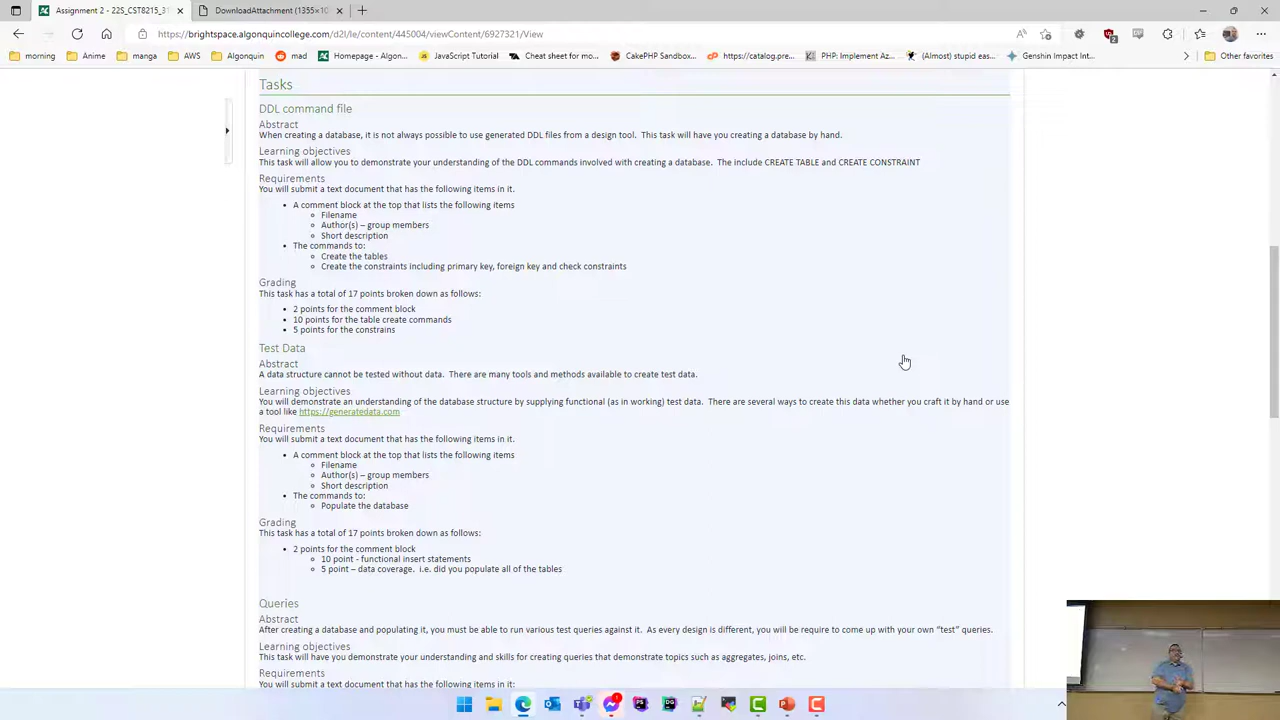 Assignment 2 - 22S_CST8215_31
DownloadAttachment (1355×10
https://brightspace.algonquincollege.com/d2l/le/content/445004/viewContent/6927321/View
morning
Anime
manga
AWS
Algonquin
mad
Homepage - Algon...
JavaScript Tutorial
Cheat sheet for mo...
CakePHP Sandbox...
https://catalog.pre...
PHP: Implement Az...
(Almost) stupid eas...
Genshin Impact Int...
Other favorites
Tasks
DDL command file
Abstract
When creating a database, it is not always possible to use generated DDL files from a design tool. This task will have you creating a database by hand.
Learning objectives
This task will allow you to demonstrate your understanding of the DDL commands involved with creating a database. The include CREATE TABLE and CREATE CONSTRAINT
Requirements
You will submit a text document that has the following items in it.
A comment block at the top that lists the following items
Filename
Author(s) – group members
Short description
The commands to:
Create the tables
Create the constraints including primary key, foreign key and check constraints
Grading
This task has a total of 17 points broken down as follows:
2 points for the comment block
10 points for the table create commands
5 points for the constrains
Test Data
Abstract
A data structure cannot be tested without data. There are many tools and methods available to create test data.
Learning objectives
You will demonstrate an understanding of the database structure by supplying functional (as in working) test data. There are several ways to create this data whether you craft it by hand or use
a tool like https://generatedata.com
Requirements
You will submit a text document that has the following items in it.
A comment block at the top that lists the following items
Filename
Author(s) – group members
Short description
The commands to:
Populate the database
Grading
This task has a total of 17 points broken down as follows:
2 points for the comment block
10 point - functional insert statements
5 point – data coverage. i.e. did you populate all of the tables
Queries
Abstract
After creating a database and populating it, you must be able to run various test queries against it. As every design is different, you will be require to come up with your own “test” queries.
Learning objectives
This task will have you demonstrate your understanding and skills for creating queries that demonstrate topics such as aggregates, joins, etc.
Requirements
You will submit a text document that has the following items in it: